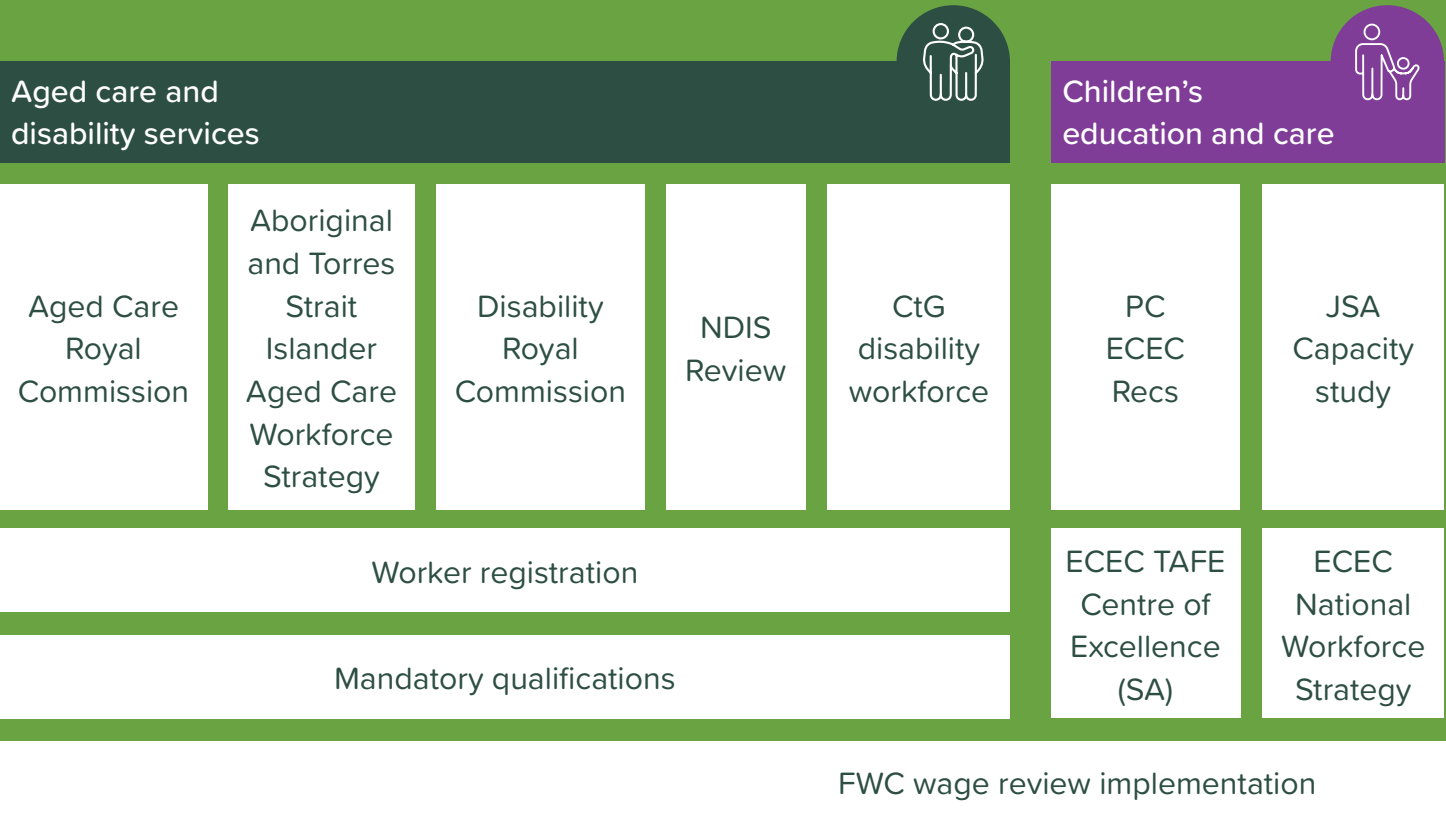 Aged care and
disability services
Children’s
education and care
Aged Care
Royal
Commission
Aboriginal
and Torres
Strait
Islander
Aged Care
Workforce
Strategy
Disability
Royal
Commission
NDIS
Review
CtG
disability
workforce
PC
ECEC
Recs
JSA
Capacity
study
Worker registration
Mandatory qualifications
ECEC TAFE
Centre of
Excellence
(SA)
ECEC
National
Workforce
Strategy
FWC wage review implementation